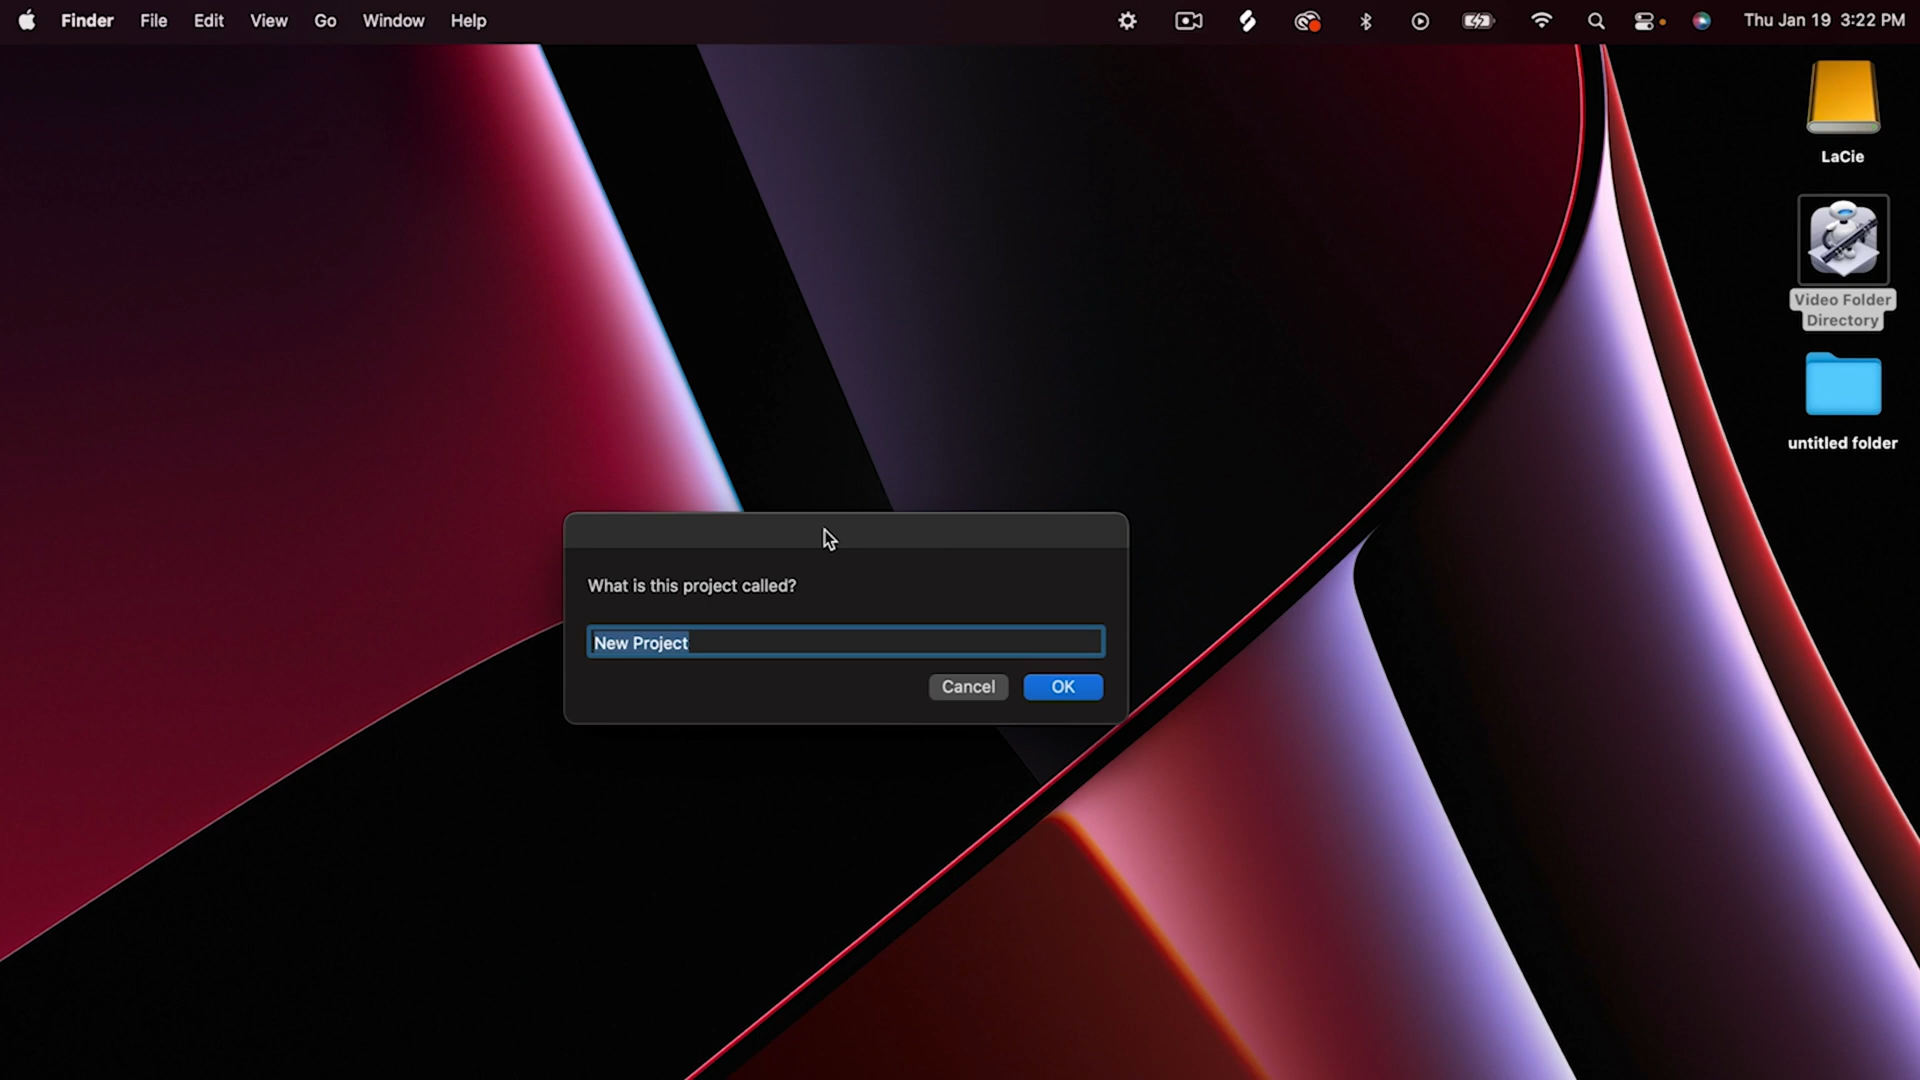 Finder File Edit View Go Window Help Thu Jan 19 3:22 PM
LaCie
Video Folder
Directory
untitled folder
What is this project called?
New Project
Cancel OK